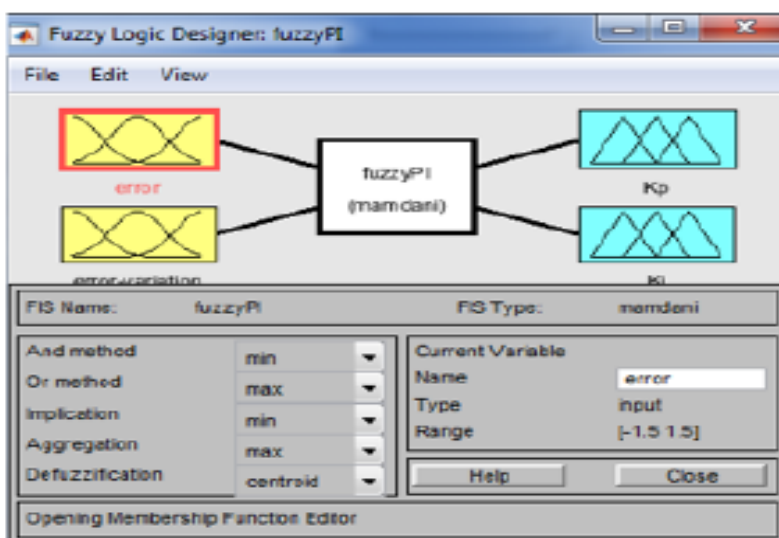 Fuzzy Logic Designer: fuzzyPI
File Edit View
error
fuzzyPI
(mamdani)
Kp
error-variation
Ki
FIS Name: fuzzyPI FIS Type: mamdani
And method min
Or method max
Implication min
Aggregation max
Defuzzification centroid
Current Variable
Name error
Type input
Range [-1.5 1.5]
Help Close
Opening Membership Function Editor